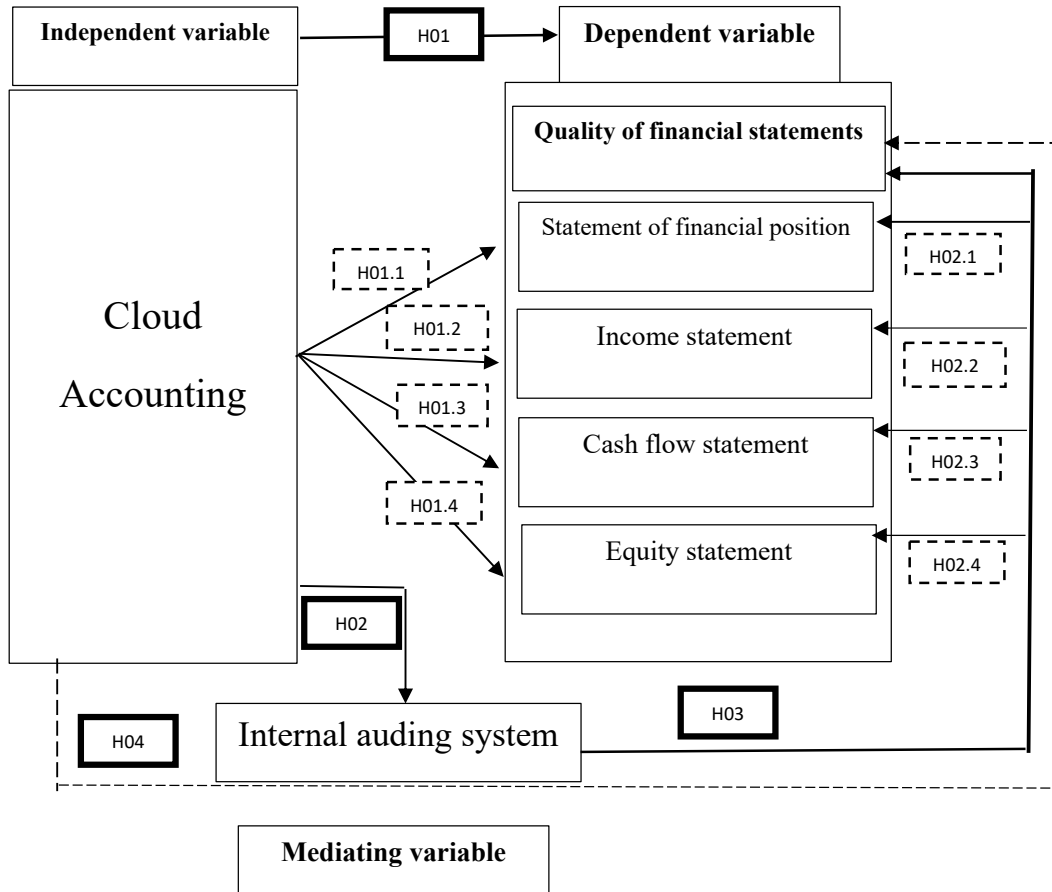 Independent variable
H01
Dependent variable
Quality of financial statements
Cloud
Accounting
H01.1
H01.2
H01.3
H01.4
Statement of financial position
H02.1
Income statement
H02.2
Cash flow statement
H02.3
Equity statement
H02.4
H02
H03
H04
Internal auding system
Mediating variable